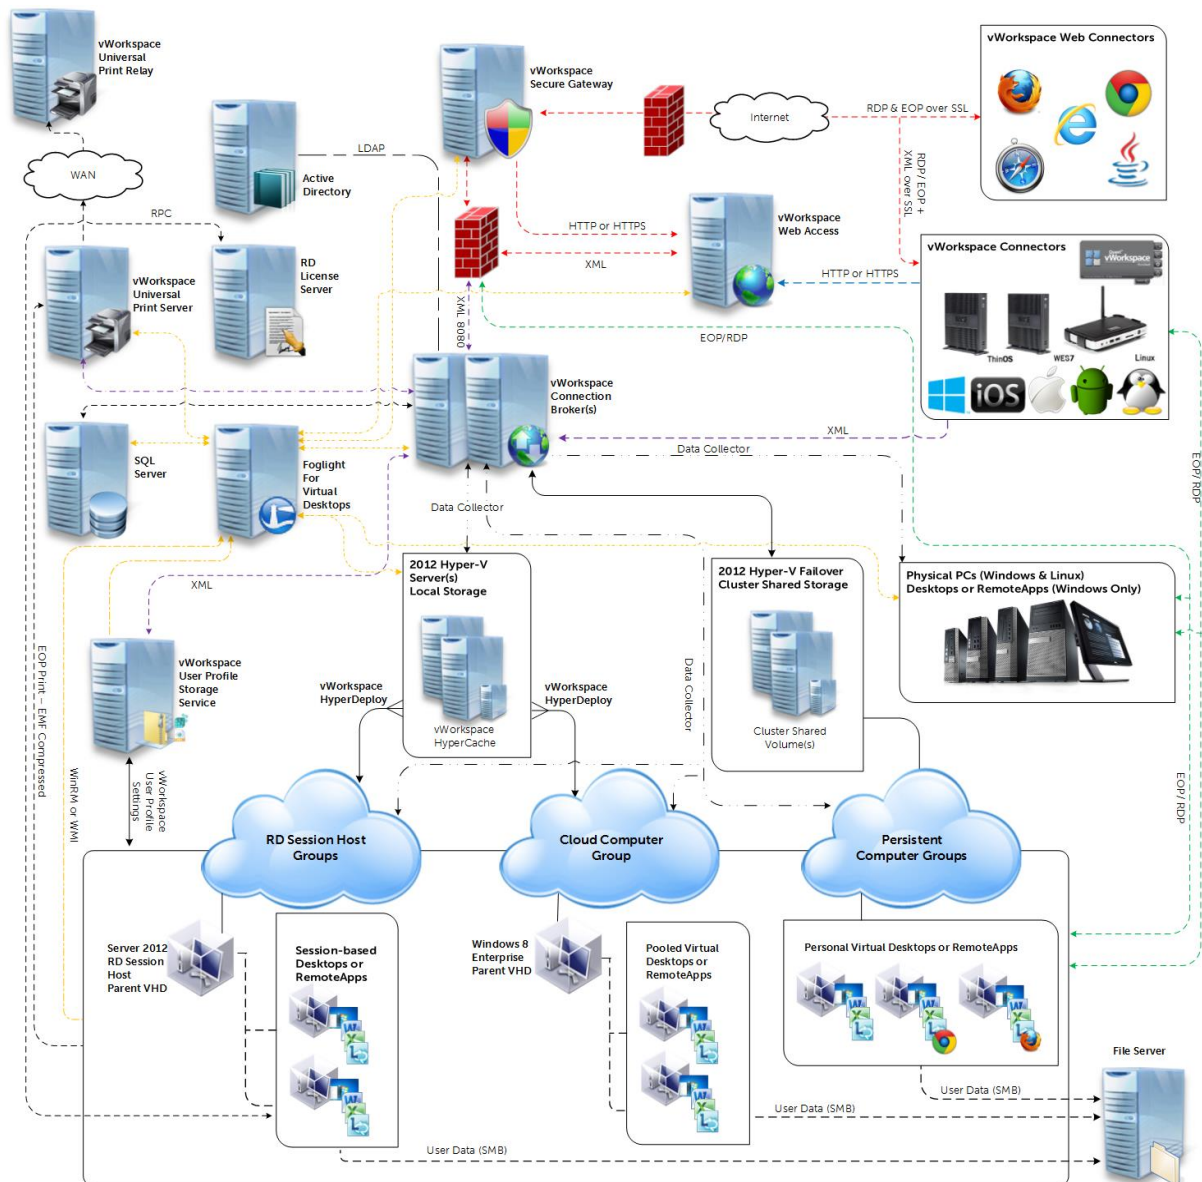 vWorkspace
Universal
Print Relay
vWorkspace
Secure Gateway
vWorkspace Web Connectors
Internet
RDP & EOP over SSL
LDAP
WAN
Active
Directory
RDP/ EOP +
XML over SSL
RPC
HTTP or HTTPS
XML
vWorkspace
Web Access
vWorkspace Connectors
vWorkspace
HTTP or HTTPS
RD
License
Server
vWorkspace
Universal
Print Server
XML 8080
EOP/RDP
ThinOS
WES7
Linux
iOS
vWorkspace
Connection
Broker(s)
XML
Data Collector
SQL
Server
Foglight
For
Virtual
Desktops
Data Collector
EOP/ RDP
XML
2012 Hyper-V
Server(s)
Local Storage
2012 Hyper-V Failover
Cluster Shared Storage
Physical PCs (Windows & Linux)
Desktops or RemoteApps (Windows Only)
vWorkspace
User Profile
Storage
Service
vWorkspace
HyperDeploy
vWorkspace
HyperDeploy
Data Collector
vWorkspace
HyperCache
Cluster Shared
Volume(s)
EOP Print – EMF Compressed
WinRM or WMI
vWorkspace
User Profile
Settings
EOP/ RDP
RD Session Host
Groups
Cloud Computer
Group
Persistent
Computer Groups
Server 2012
RD Session
Host
Parent VHD
Session-based
Desktops or
RemoteApps
Windows 8
Enterprise
Parent VHD
Pooled Virtual
Desktops or
RemoteApps
Personal Virtual Desktops or RemoteApps
File Server
User Data (SMB)
User Data (SMB)
User Data (SMB)